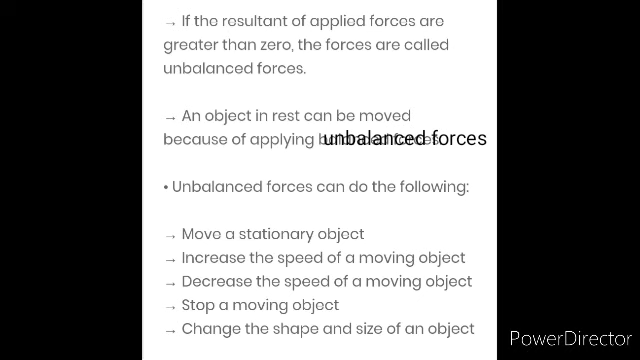 → If the resultant of applied forces are
greater than zero, the forces are called
unbalanced forces.
→ An object in rest can be moved
because of applying unbalanced forces
• Unbalanced forces can do the following:
→ Move a stationary object
→ Increase the speed of a moving object
→ Decrease the speed of a moving object
→ Stop a moving object
→ Change the shape and size of an object
PowerDirector